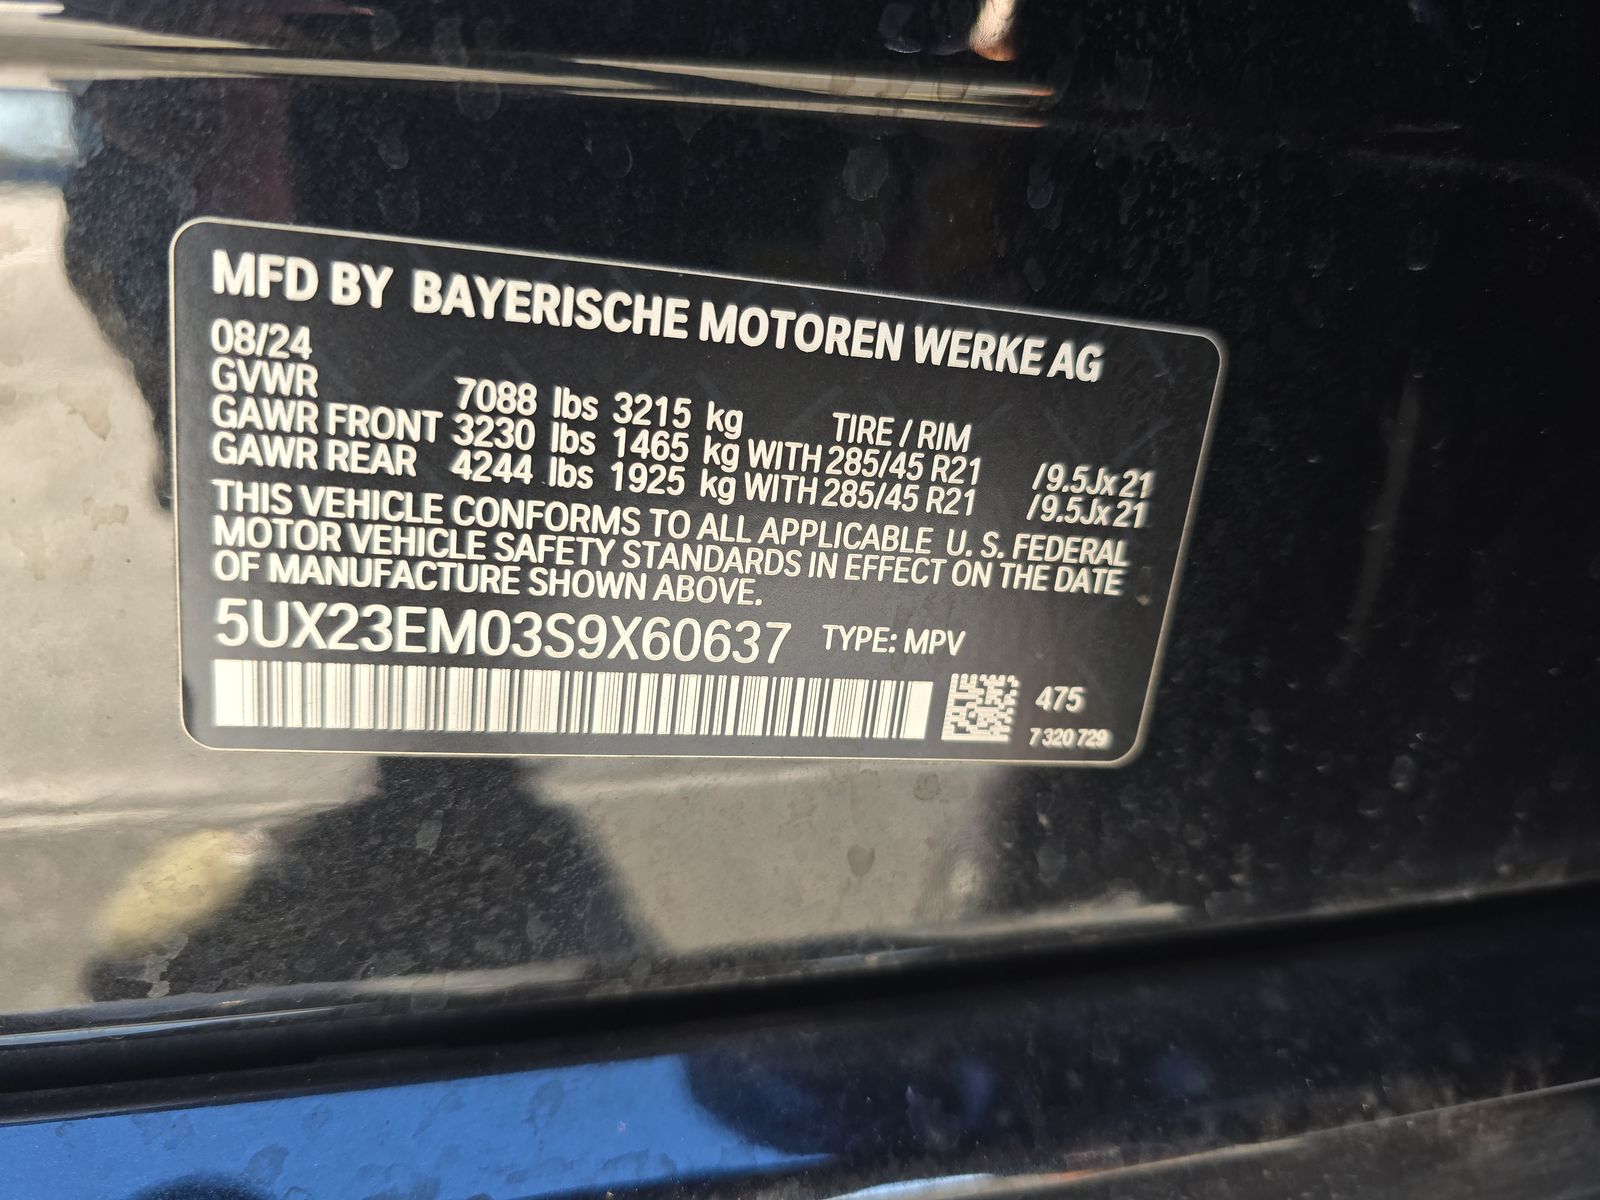 MFD BY BAYERISCHE MOTOREN WERKE AG
08/24
GVWR 7088 lbs 3215 kg TIRE / RIM
GAWR FRONT 3230 lbs 1465 kg WITH 285/45 R21 /9.5Jx21
GAWR REAR 4244 lbs 1925 kg WITH 285/45 R21 /9.5Jx21
THIS VEHICLE CONFORMS TO ALL APPLICABLE U. S. FEDERAL
MOTOR VEHICLE SAFETY STANDARDS IN EFFECT ON THE DATE
OF MANUFACTURE SHOWN ABOVE.
5UX23EM03S9X60637 TYPE: MPV
475
7 320 729